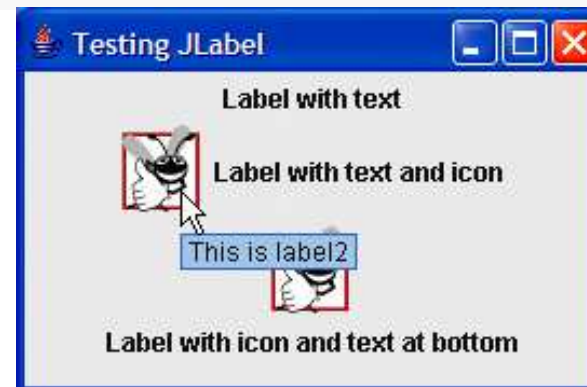 Testing JLabel
Label with text
Label with text and icon
This is label2
Label with icon and text at bottom